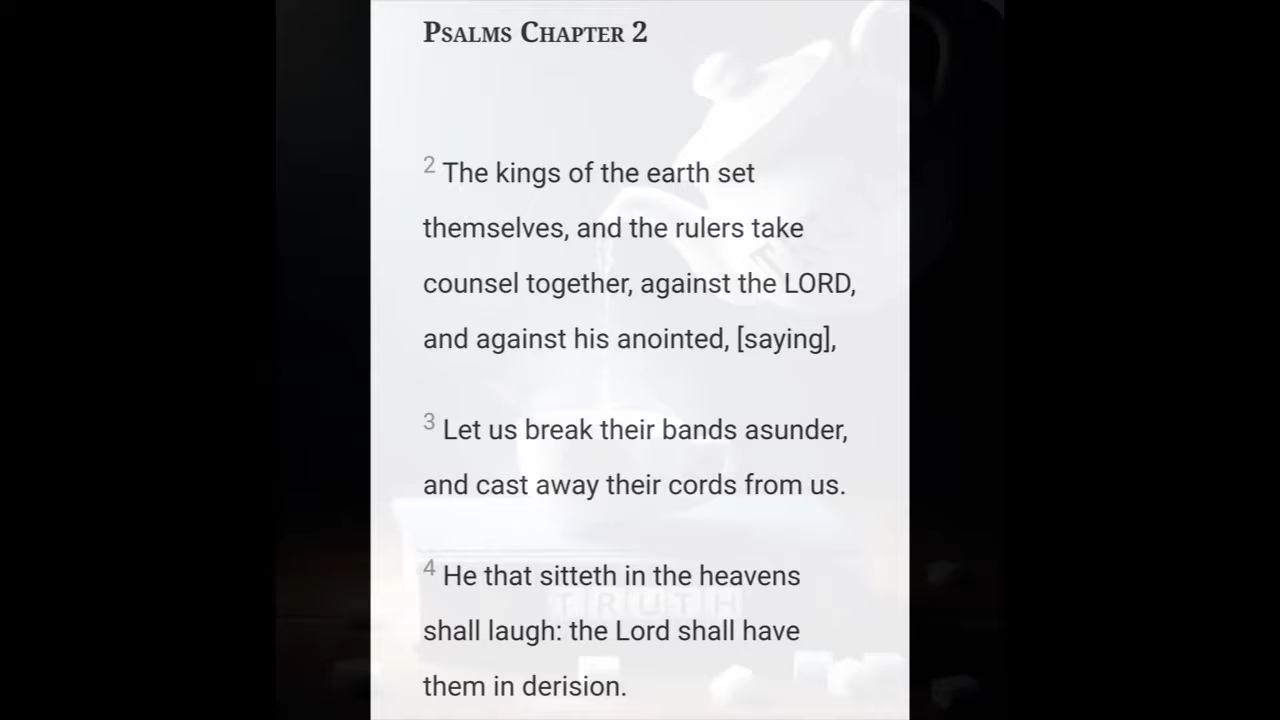 Psalms Chapter 2
2 The kings of the earth set
themselves, and the rulers take
counsel together, against the LORD,
and against his anointed, [saying],
3 Let us break their bands asunder,
and cast away their cords from us.
4 He that sitteth in the heavens
TRUTH
shall laugh: the Lord shall have
them in derision.